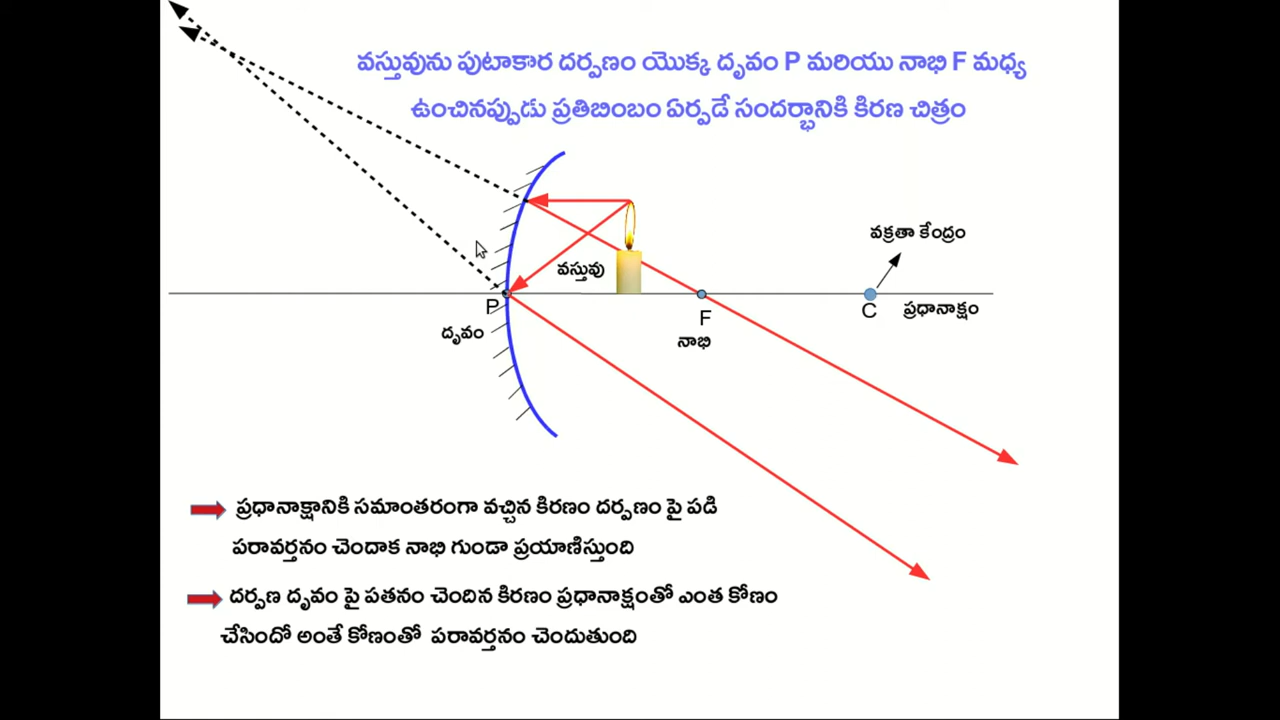 వస్తువును పుటాకార దర్పణం యొక్క దృవం P మరియు నాభి F మధ్య
ఉంచినప్పుడు ప్రతిబింబం ఏర్పడే సందర్భానికి కిరణ చిత్రం
వక్రతా కేంద్రం
వస్తువు
P
F
C
ప్రధానాక్షం
దృవం
నాభి
ప్రధానాక్షానికి సమాంతరంగా వచ్చిన కిరణం దర్పణం పై పడి
పరావర్తనం చెందాక నాభి గుండా ప్రయాణిస్తుంది
దర్పణ దృవం పై పతనం చెందిన కిరణం ప్రధానాక్షంతో ఎంత కోణం
చేసిందో అంతే కోణంతో పరావర్తనం చెందుతుంది